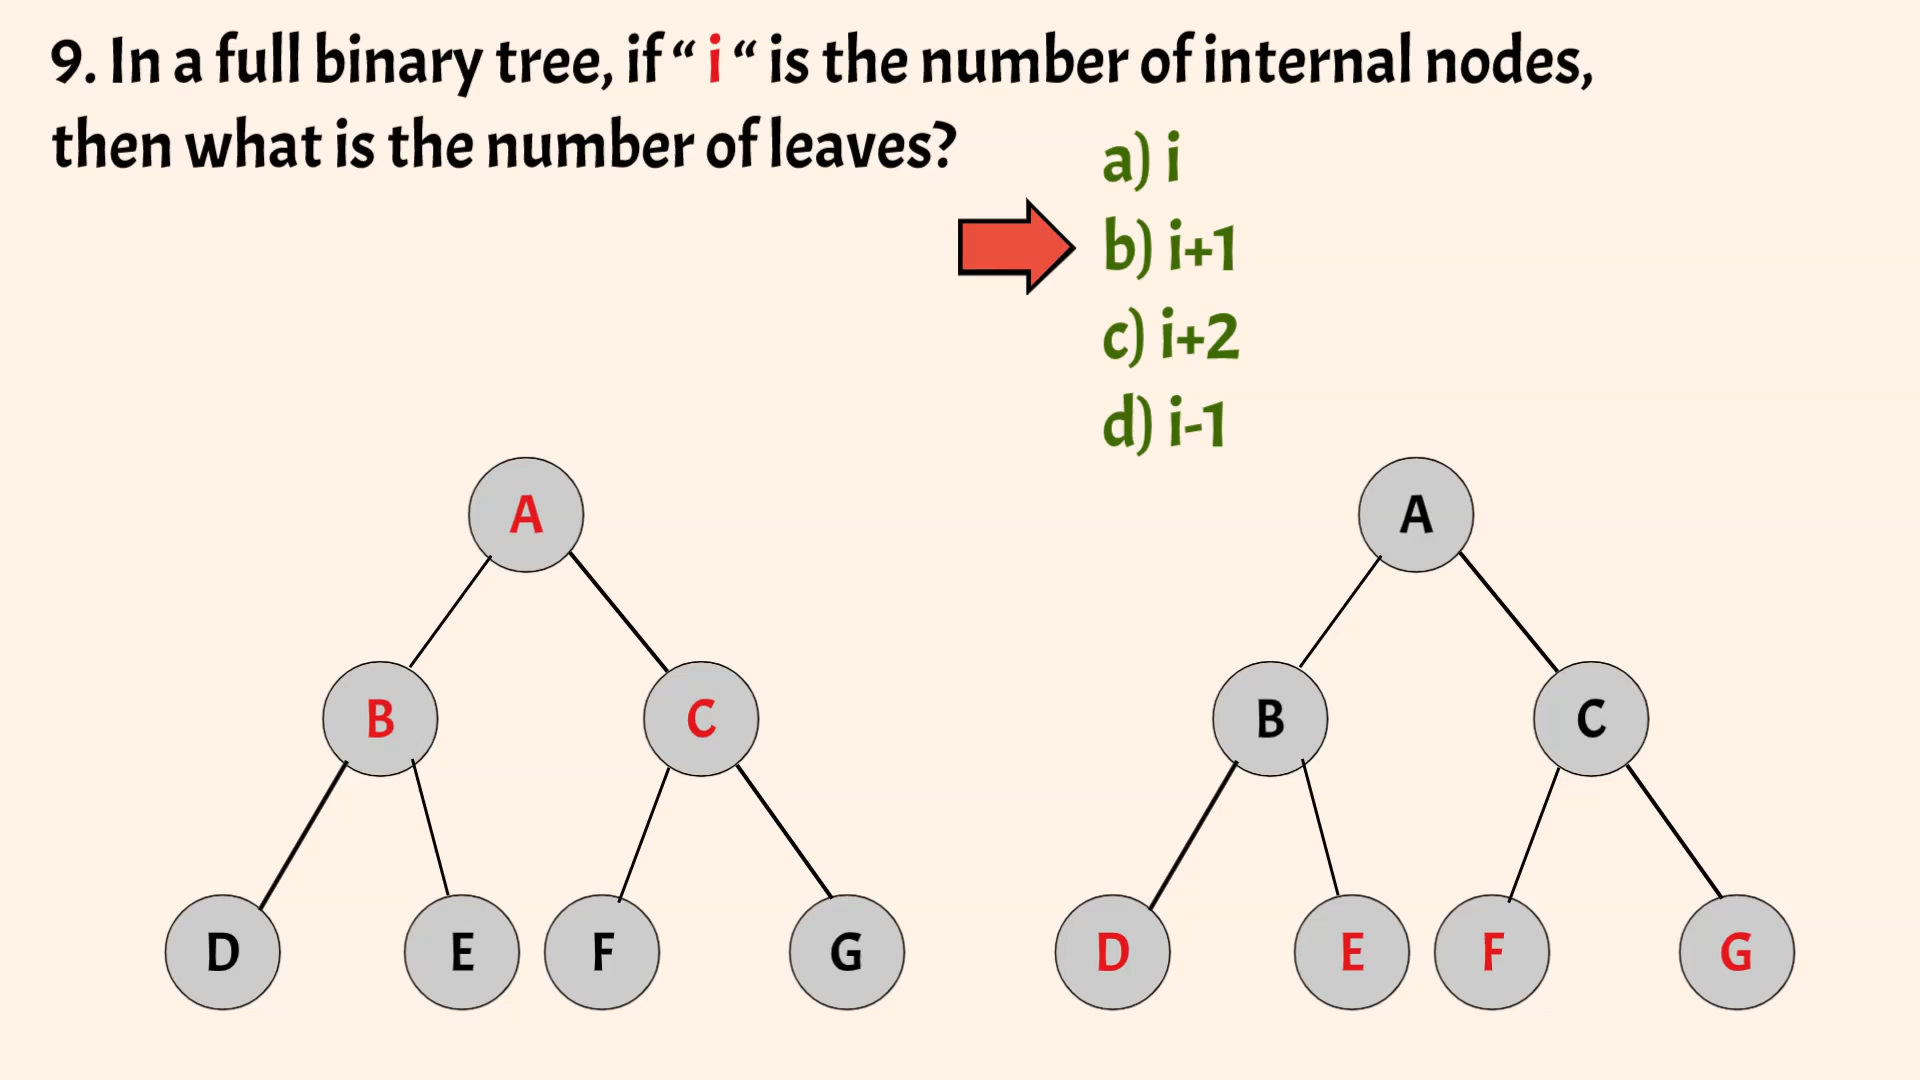 9. In a full binary tree, if “ i “ is the number of internal nodes,
then what is the number of leaves?
a) i
b) i+1
c) i+2
d) i-1
A
B C
D E F G
A
B C
D E F G